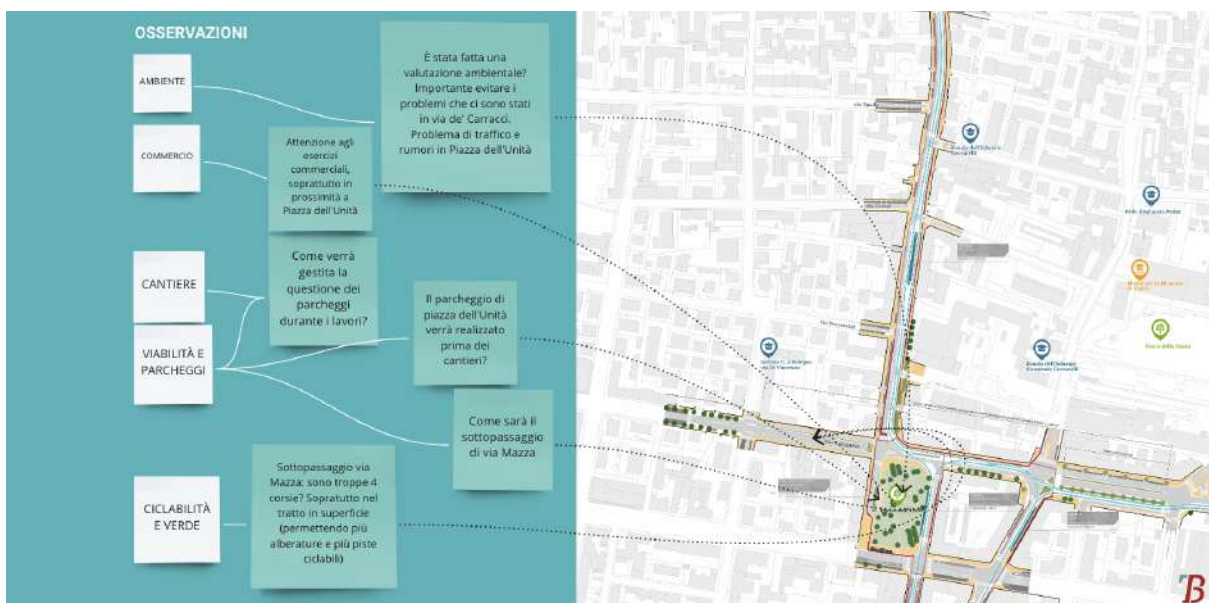 OSSERVAZIONI
AMBIENTE
È stata fatta una
valutazione ambientale?
Importante evitare i
problemi che ci sono stati
in via de' Carracci.
Problema di traffico e
rumori in Piazza dell'Unità
COMMERCIO
Attenzione agli
esercizi
commerciali,
soprattutto in
prossimità a
Piazza dell'Unità
CANTIERE
Come verrà
gestita la
questione dei
parcheggi
durante i lavori?
VIABILITÀ E
PARCHEGGI
Il parcheggio di
piazza dell'Unità
verrà realizzato
prima dei
cantieri?
Come sarà il
sottopassaggio
di via Mazza
CICLABILITÀ
E VERDE
Sottopassaggio via
Mazza: sono troppe 4
corsie? Sopratutto nel
tratto in superficie
(permettendo più
alberature e più piste
ciclabili)
TB